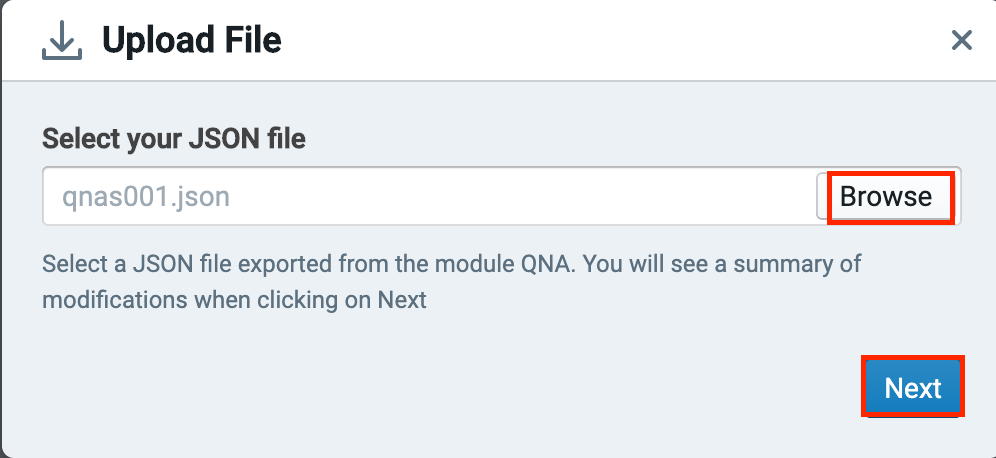 Upload File
Select your JSON file
qnas001.json
Browse
Select a JSON file exported from the module QNA. You will see a summary of
modifications when clicking on Next
Next